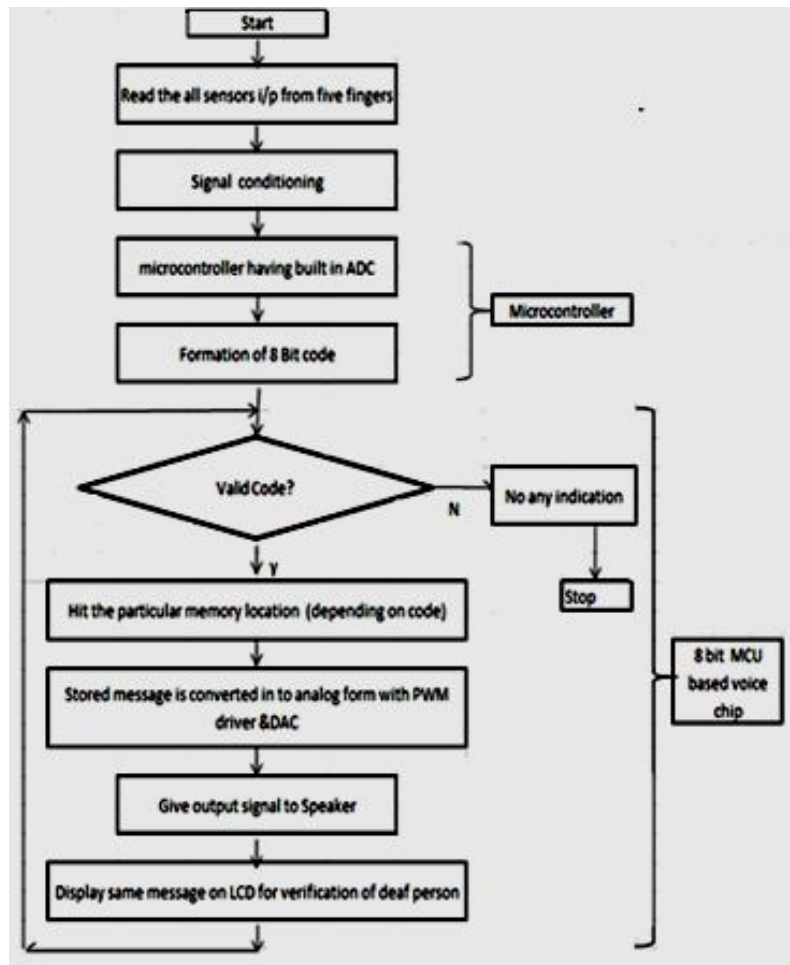 Start
Read the all sensors i/p from five fingers
Signal conditioning
microcontroller having built in ADC
Microcontroller
Formation of 8 Bit code
Valid Code?
N
No any indication
Y
Stop
Hit the particular memory location (depending on code)
8 bit MCU
based voice
chip
Stored message is converted in to analog form with PWM
driver &DAC
Give output signal to Speaker
Display same message on LCD for verification of deaf person